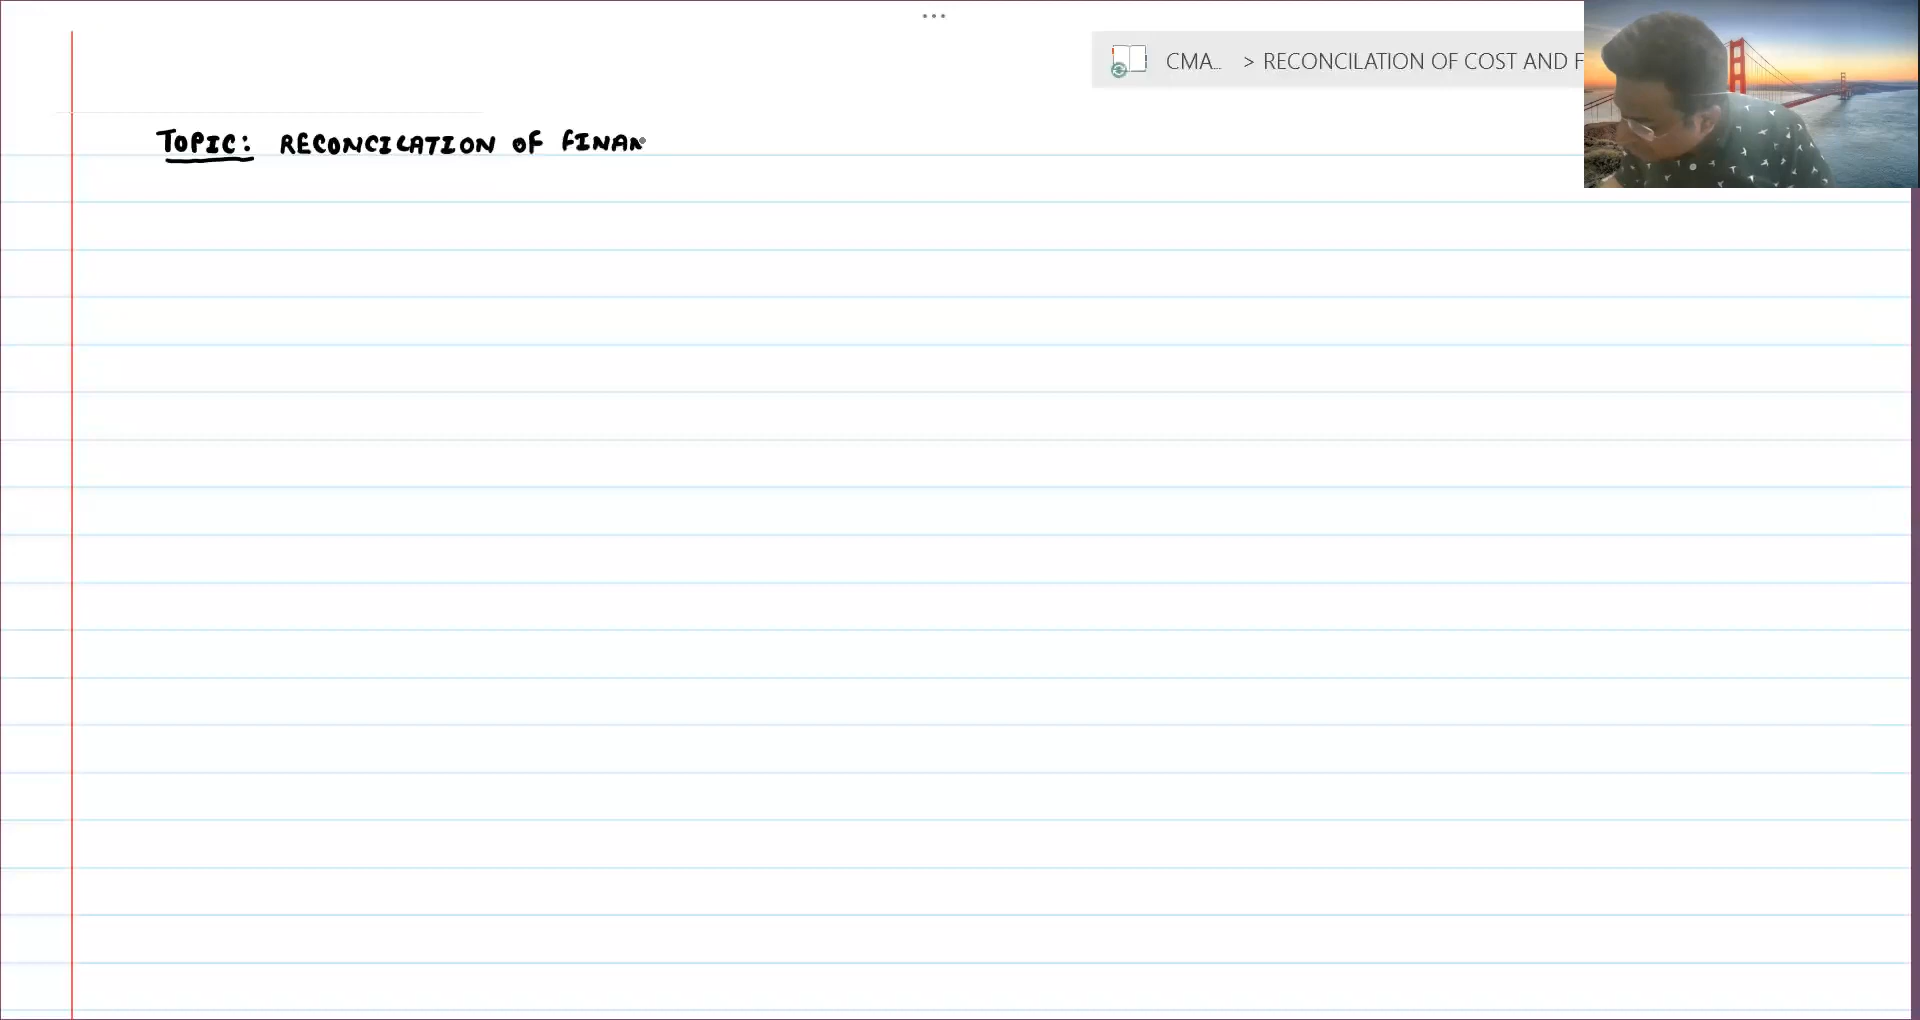 CMA... > RECONCILATION OF COST AND F
TOPIC: RECONCILATION OF FINAN